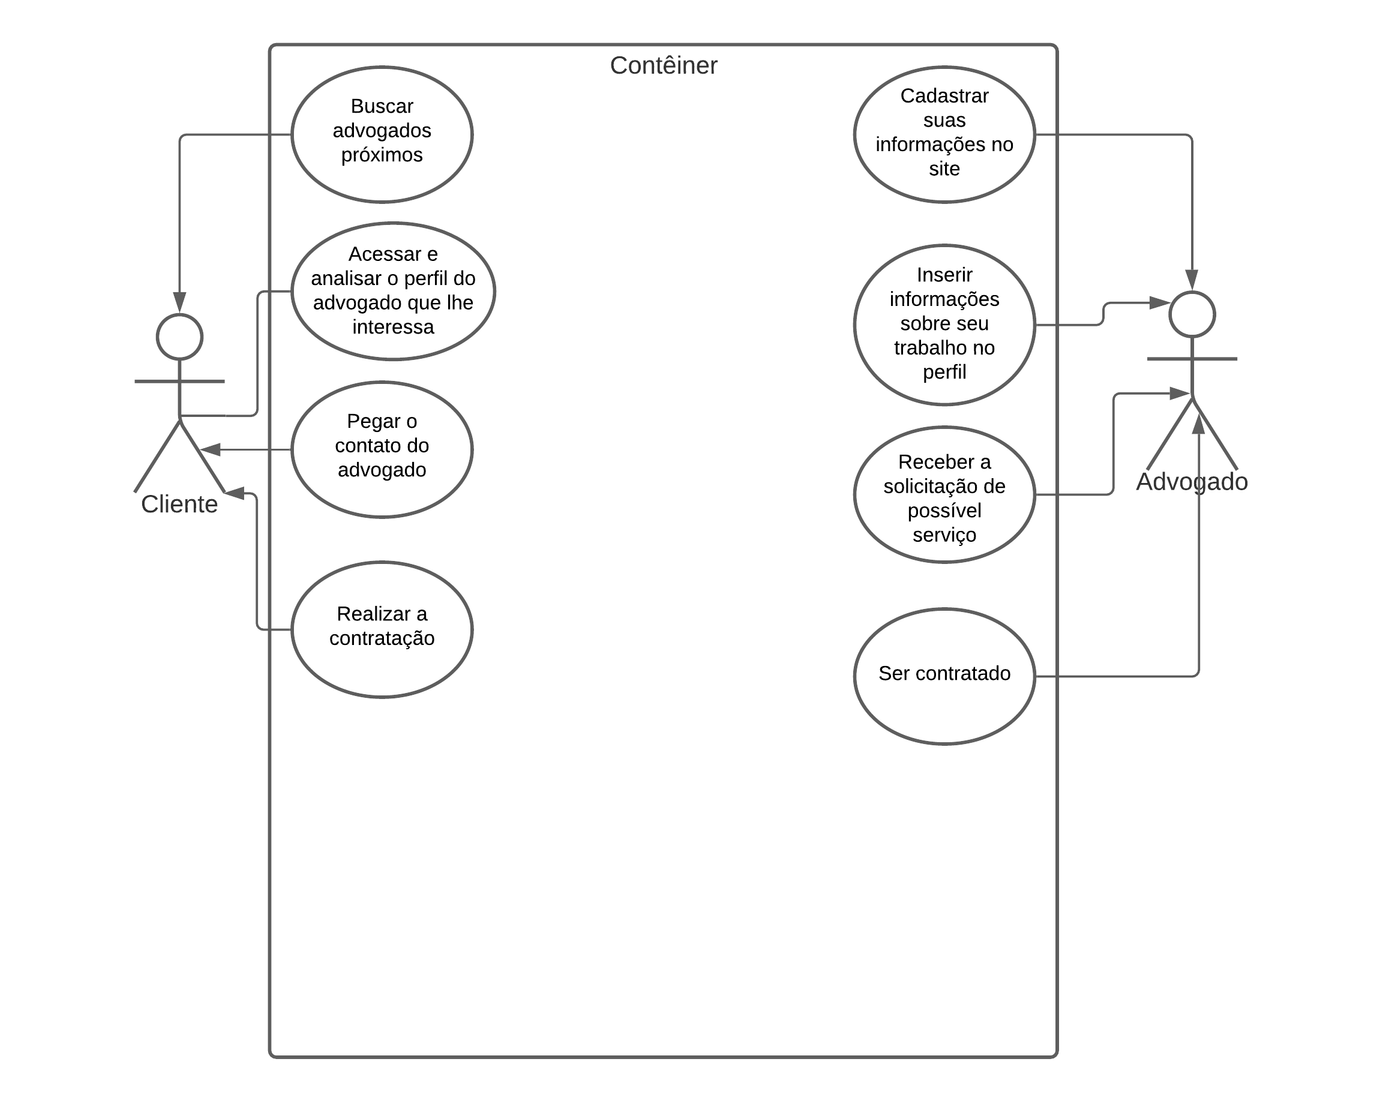 Contêiner
Buscar
advogados
próximos
Acessar e
analisar o perfil do
advogado que lhe
interessa
Pegar o
contato do
advogado
Realizar a
contratação
Cliente
Cadastrar
suas
informações no
site
Inserir
informações
sobre seu
trabalho no
perfil
Receber a
solicitação de
possível
serviço
Ser contratado
Advogado